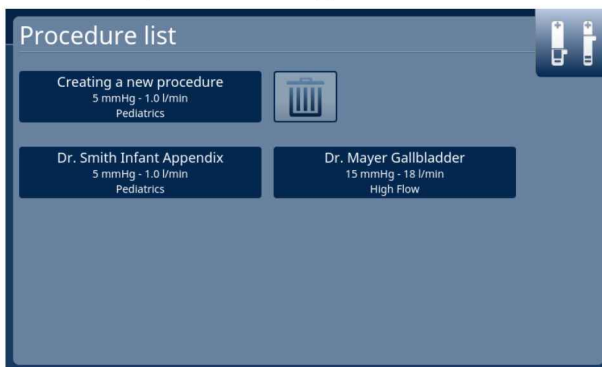 Procedure list
Creating a new procedure
5 mmHg - 1.0 l/min
Pediatrics
Dr. Smith Infant Appendix
5 mmHg - 1.0 l/min
Pediatrics
Dr. Mayer Gallbladder
15 mmHg - 18 l/min
High Flow